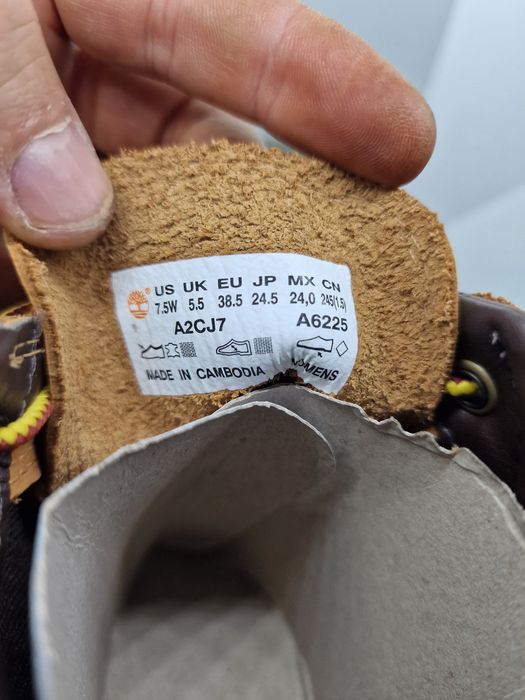 US UK EU JP MX CN
7.5W 5.5 38.5 24.5 24,0 245(1.5)
A2CJ7 A6225
MADE IN CAMBODIA